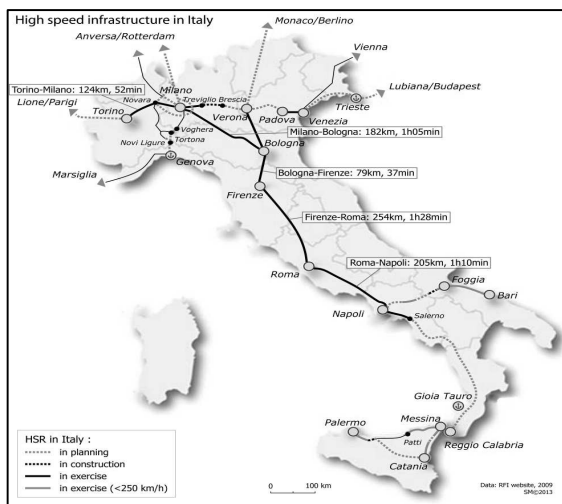 High speed infrastructure in Italy
Monaco/Berlino
Anversa/Rotterdam
Vienna
Lubiana/Budapest
Torino-Milano: 124km, 52min
Milano
Lione/Parigi
Novara
Treviglio Brescia
Trieste
Torino
Verona
Padova
Venezia
Voghera
Milano-Bologna: 182km, 1h05min
Novi Ligure
Tortona
Bologna
Genova
Bologna-Firenze: 79km, 37min
Marsiglia
Firenze
Firenze-Roma: 254km, 1h28min
Roma-Napoli: 205km, 1h10min
Roma
Foggia
Bari
Napoli
Salerno
Gioia Tauro
Messina
Palermo
Patti
Reggio Calabria
Catania
HSR in Italy :
in planning
in construction
in exercise
in exercise (<250 km/h)
0
100 km
Data: RFI website, 2009
SM©2013